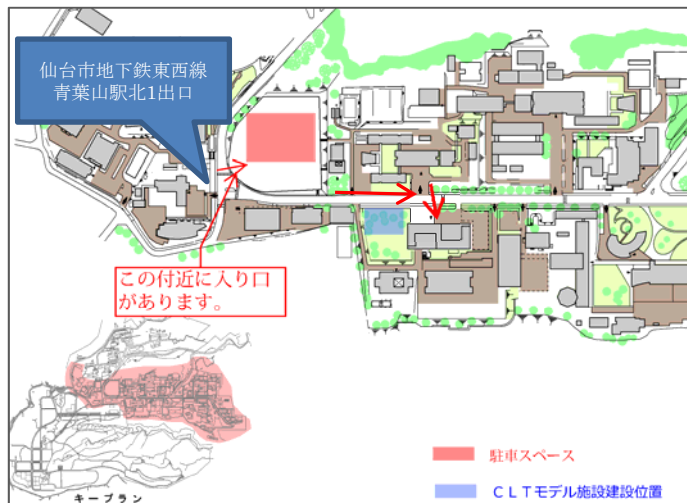 仙台市地下鉄東西線
青葉山駅北1出口
この付近に入り口
があります。
キープラン
駐車スペース
ＣＬＴモデル施設建設位置